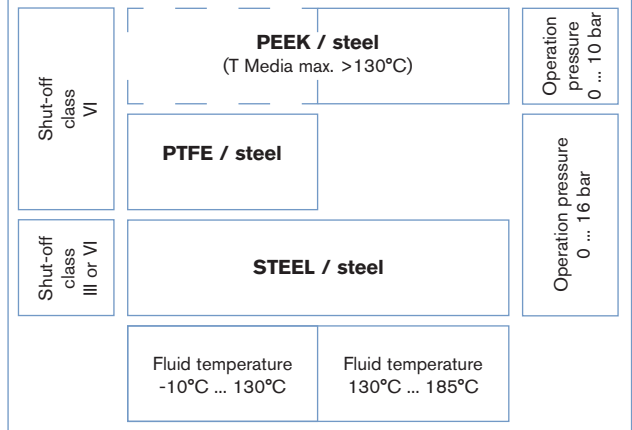 Shut-off
class
VI
PEEK / steel
(T Media max. >130°C)
Operation
pressure
0 ... 10 bar
PTFE / steel
Operation pressure
0 ... 16 bar
Shut-off
class
III or VI
STEEL / steel
Fluid temperature
-10°C ... 130°C
Fluid temperature
130°C ... 185°C